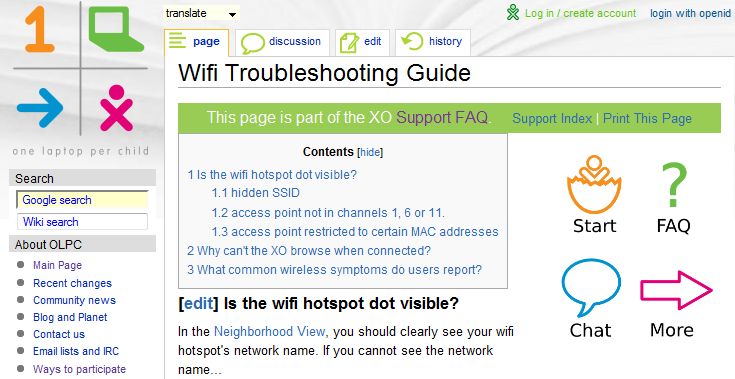 translate
Log in / create account login with openid
page discussion edit history
1
one laptop per child
Search
Google search
Wiki search
About OLPC
Main Page
Recent changes
Community news
Blog and Planet
Contact us
Email lists and IRC
Ways to participate
Wifi Troubleshooting Guide
This page is part of the XO Support FAQ. Support Index | Print This Page
Contents [hide]
1 Is the wifi hotspot dot visible?
1.1 hidden SSID
1.2 access point not in channels 1, 6 or 11.
1.3 access point restricted to certain MAC addresses
2 Why can't the XO browse when connected?
3 What common wireless symptoms do users report?
[edit] Is the wifi hotspot dot visible?
In the Neighborhood View, you should clearly see your wifi
hotspot's network name. If you cannot see the network
name...
?
Start FAQ
Chat More